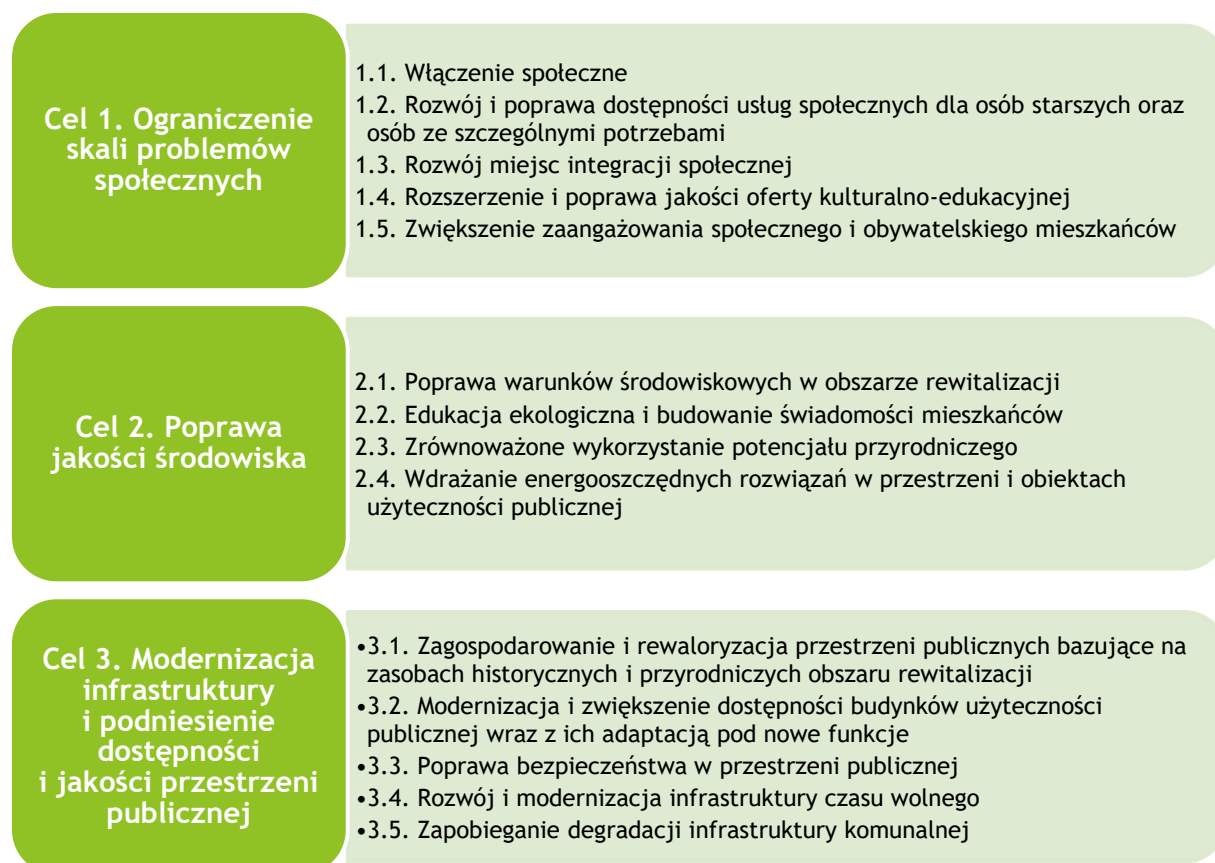 Cel 1. Ograniczenie
skali problemów
społecznych
1.1. Włączenie społeczne
1.2. Rozwój i poprawa dostępności usług społecznych dla osób starszych oraz
osób ze szczególnymi potrzebami
1.3. Rozwój miejsc integracji społecznej
1.4. Rozszerzenie i poprawa jakości oferty kulturalno-edukacyjnej
1.5. Zwiększenie zaangażowania społecznego i obywatelskiego mieszkańców
Cel 2. Poprawa
jakości środowiska
2.1. Poprawa warunków środowiskowych w obszarze rewitalizacji
2.2. Edukacja ekologiczna i budowanie świadomości mieszkańców
2.3. Zrównoważone wykorzystanie potencjału przyrodniczego
2.4. Wdrażanie energooszczędnych rozwiązań w przestrzeni i obiektach
użyteczności publicznej
Cel 3. Modernizacja
infrastruktury
i podniesienie
dostępności
i jakości przestrzeni
publicznej
•3.1. Zagospodarowanie i rewaloryzacja przestrzeni publicznych bazujące na
zasobach historycznych i przyrodniczych obszaru rewitalizacji
•3.2. Modernizacja i zwiększenie dostępności budynków użyteczności
publicznej wraz z ich adaptacją pod nowe funkcje
•3.3. Poprawa bezpieczeństwa w przestrzeni publicznej
•3.4. Rozwój i modernizacja infrastruktury czasu wolnego
•3.5. Zapobieganie degradacji infrastruktury komunalnej